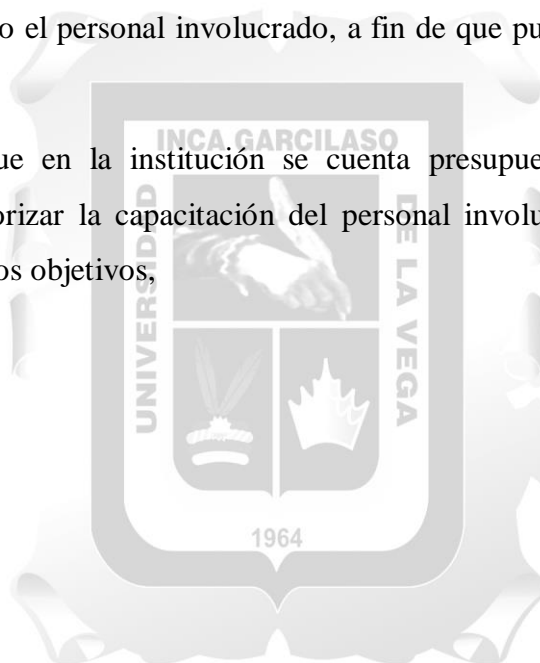 o el personal involucrado, a fin de que pu
INCA GARCILASO
ue en la institución se cuenta presupue
orizar la capacitación del personal involu
os objetivos,
UNIVERSIDAD
DE LA VEGA
1964